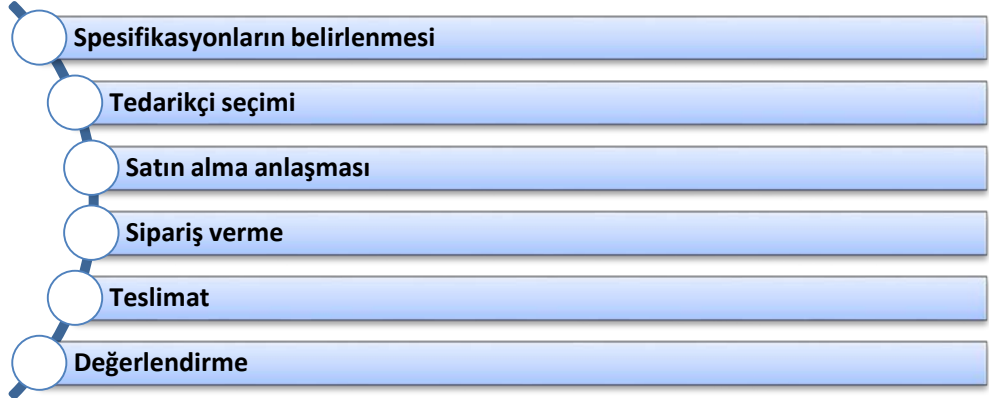 Spesifikasyonların belirlenmesi
Tedarikçi seçimi
Satın alma anlaşması
Sipariş verme
Teslimat
Değerlendirme